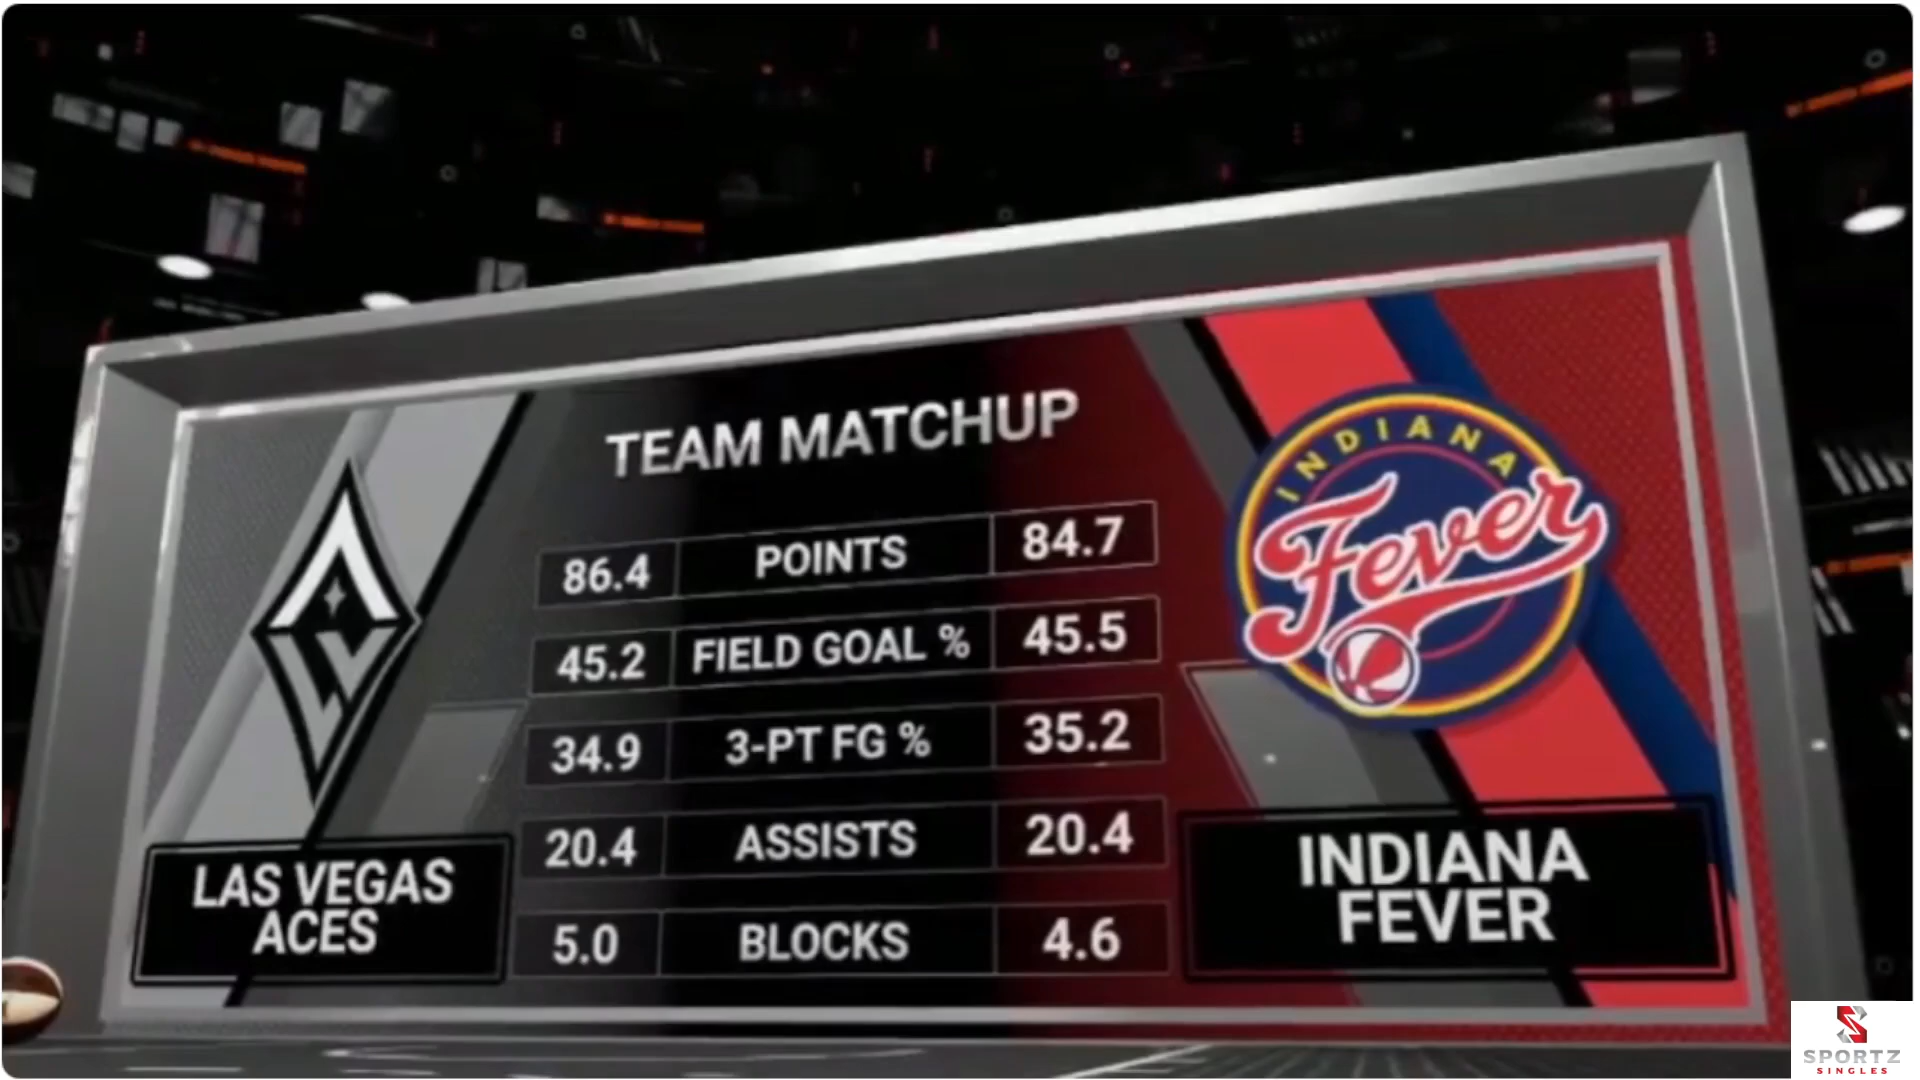 TEAM MATCHUP
86.4 POINTS 84.7
45.2 FIELD GOAL % 45.5
34.9 3-PT FG % 35.2
20.4 ASSISTS 20.4
5.0 BLOCKS 4.6
LAS VEGAS
ACES
INDIANA
Fever
INDIANA
FEVER
SPORTZ
SINGLES